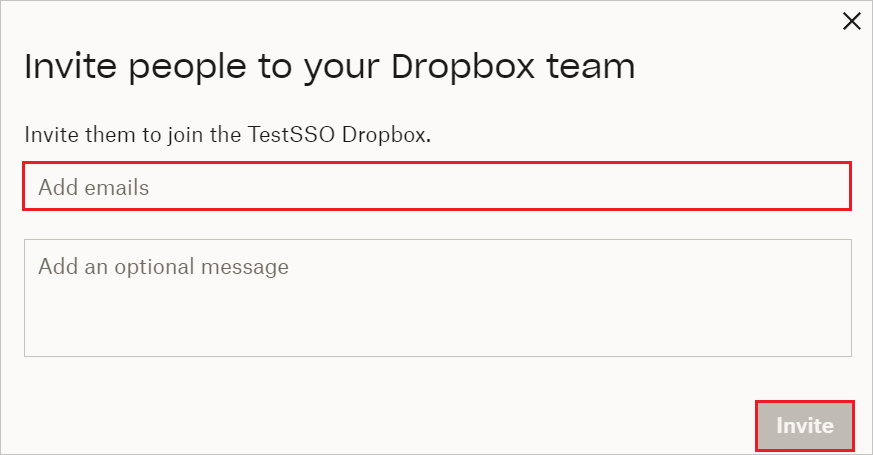 Invite people to your Dropbox team
Invite them to join the TestSSO Dropbox.
Add emails
Add an optional message
Invite